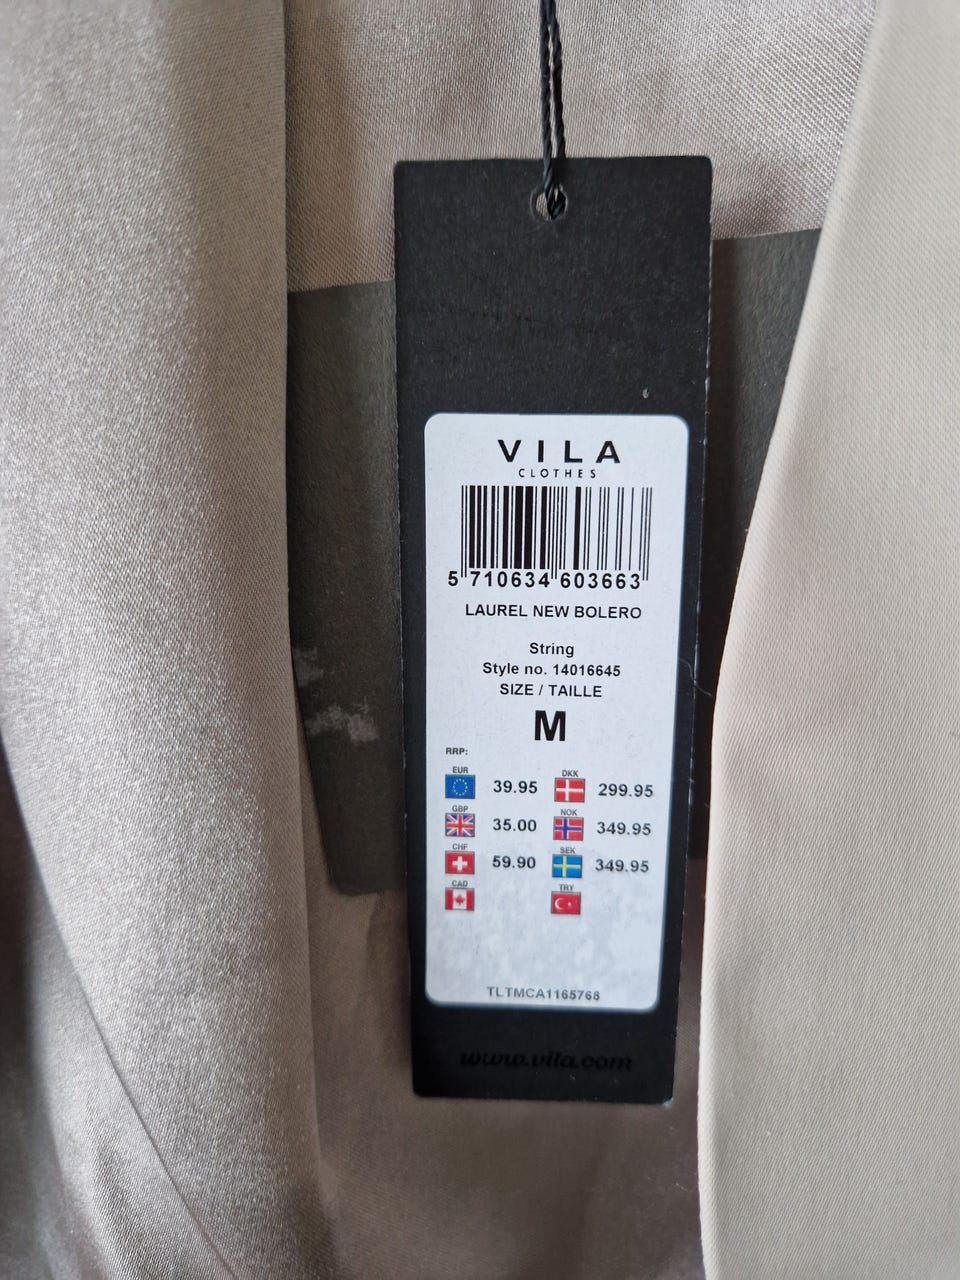 VILA
CLOTHES
5 710634 603663
LAUREL NEW BOLERO
String
Style no. 14016645
SIZE / TAILLE
M
RRP:
EUR 39.95 DKK 299.95
GBP 35.00 NOK 349.95
CHF 59.90 SEK 349.95
CAD TRY
TLTMCA1165768
www.vila.com